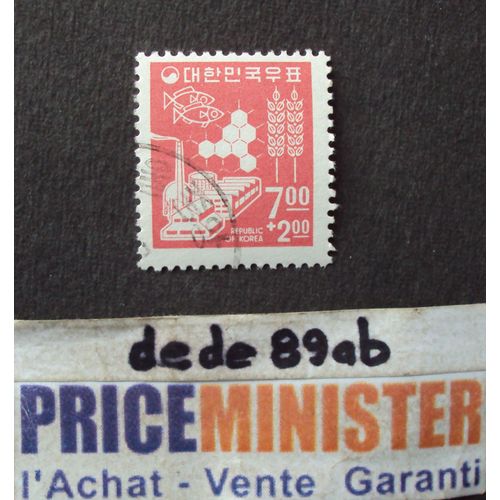 대한민국우표
7.00
+2.00
REPUBLIC
OF KOREA
dede 89ab
PRICEMINISTER
l'Achat - Vente Garanti